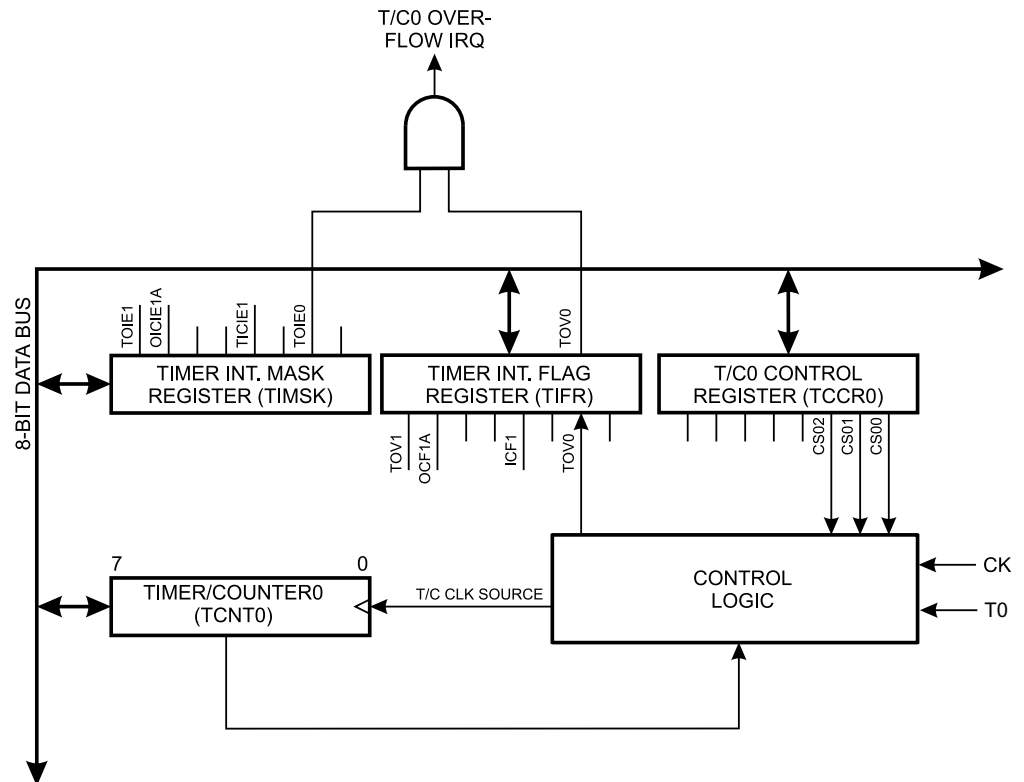 T/C0 OVER-
FLOW IRQ
8-BIT DATA BUS
TOIE1
OICIE1A
TICIE1
TOIE0
TOV0
TIMER INT. MASK
REGISTER (TIMSK)
TIMER INT. FLAG
REGISTER (TIFR)
T/C0 CONTROL
REGISTER (TCCR0)
TOV1
OCF1A
ICF1
TOV0
CS02
CS01
CS00
7
0
TIMER/COUNTER0
(TCNT0)
T/C CLK SOURCE
CONTROL
LOGIC
CK
T0